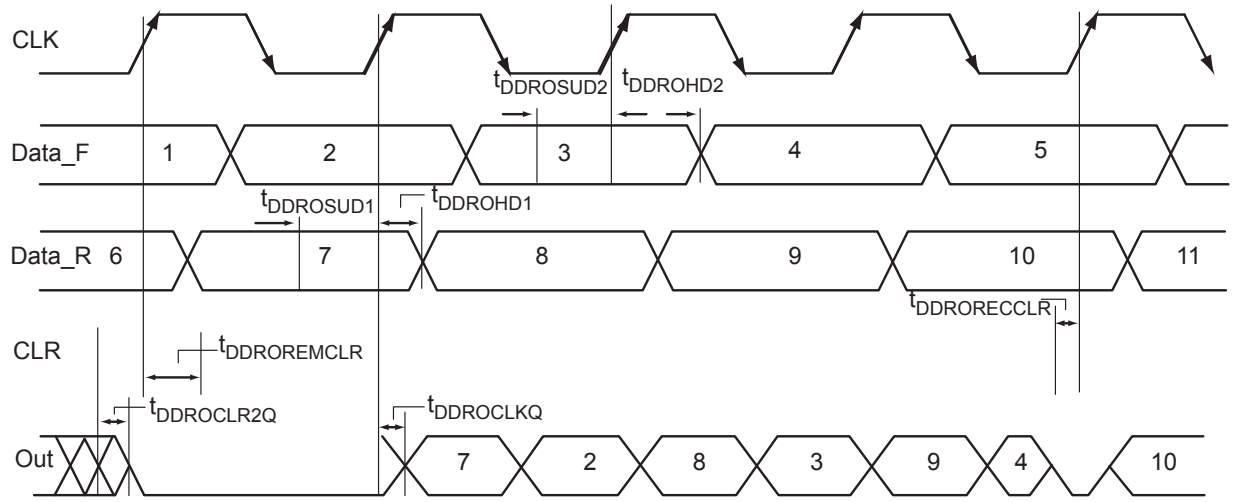 CLK
tDDROSUD2 tDDROHD2
Data_F 1 2 3 4 5
tDDROSUD1 tDDROHD1
Data_R 6 7 8 9 10 11
tDDRORECCLR
CLR
tDDROREMCLR
tDDROCLR2Q tDDROCLKQ
Out 7 2 8 3 9 4 10